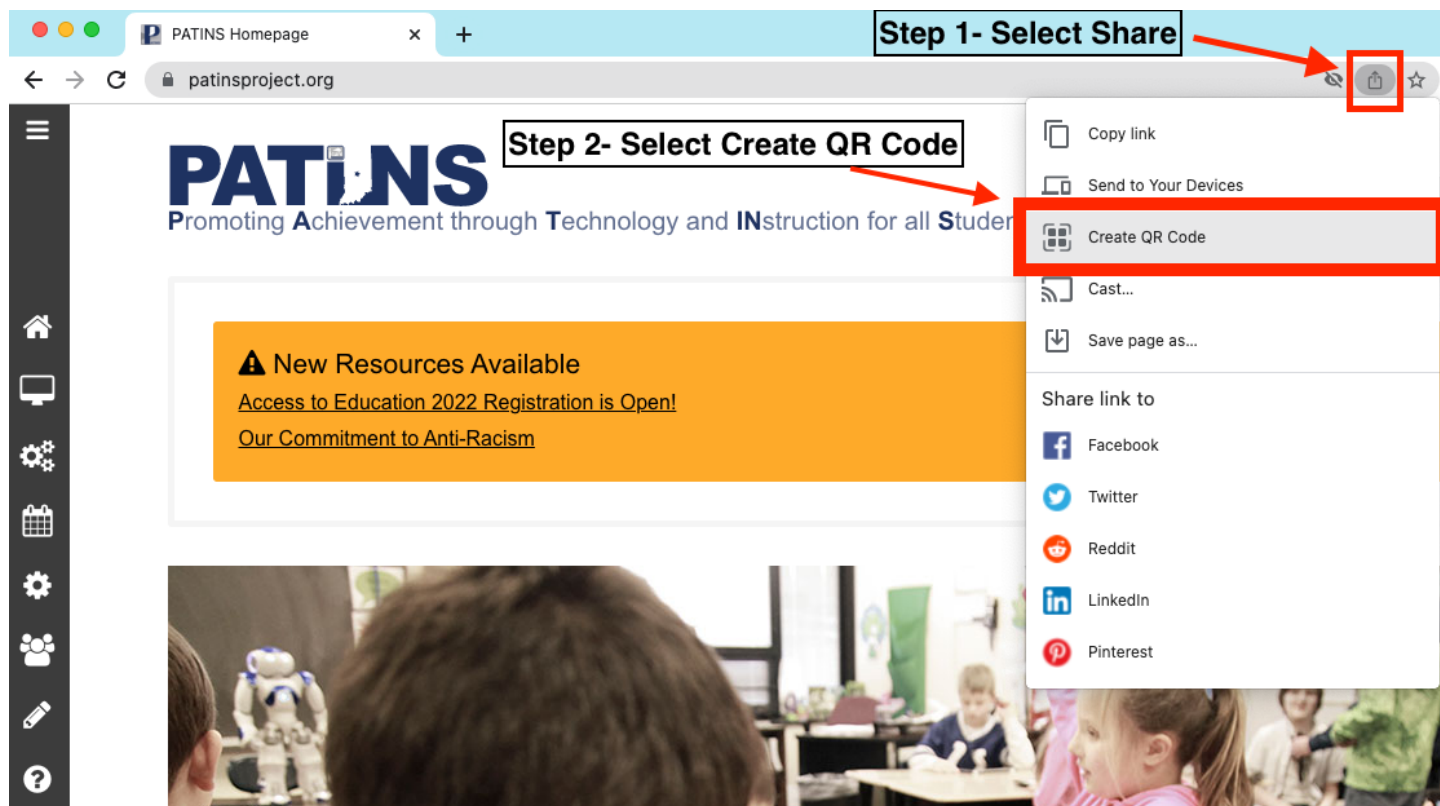 PATINS Homepage
Step 1- Select Share
patinsproject.org
PATiNS
Step 2- Select Create QR Code
Promoting Achievement through Technology and INstruction for all Studen
Copy link
Send to Your Devices
Create QR Code
Cast...
Save page as...
Share link to
Facebook
Twitter
Reddit
LinkedIn
Pinterest
New Resources Available
Access to Education 2022 Registration is Open!
Our Commitment to Anti-Racism